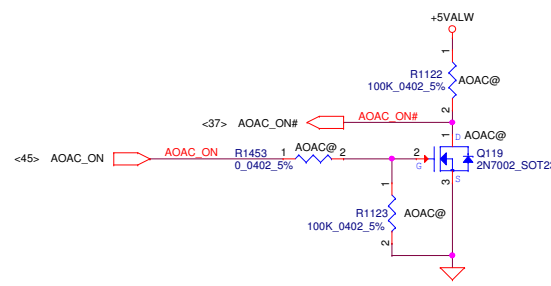 +5VALW
1
R1122
100K_0402_5%
AOAC@
2
<37> AOAC_ON#
AOAC_ON#
1
D
AOAC@
<45> AOAC_ON
AOAC_ON
R1453
0_0402_5%
1
AOAC@
2
2
G
Q119
2N7002_SOT23
S
3
1
R1123
100K_0402_5%
AOAC@
2